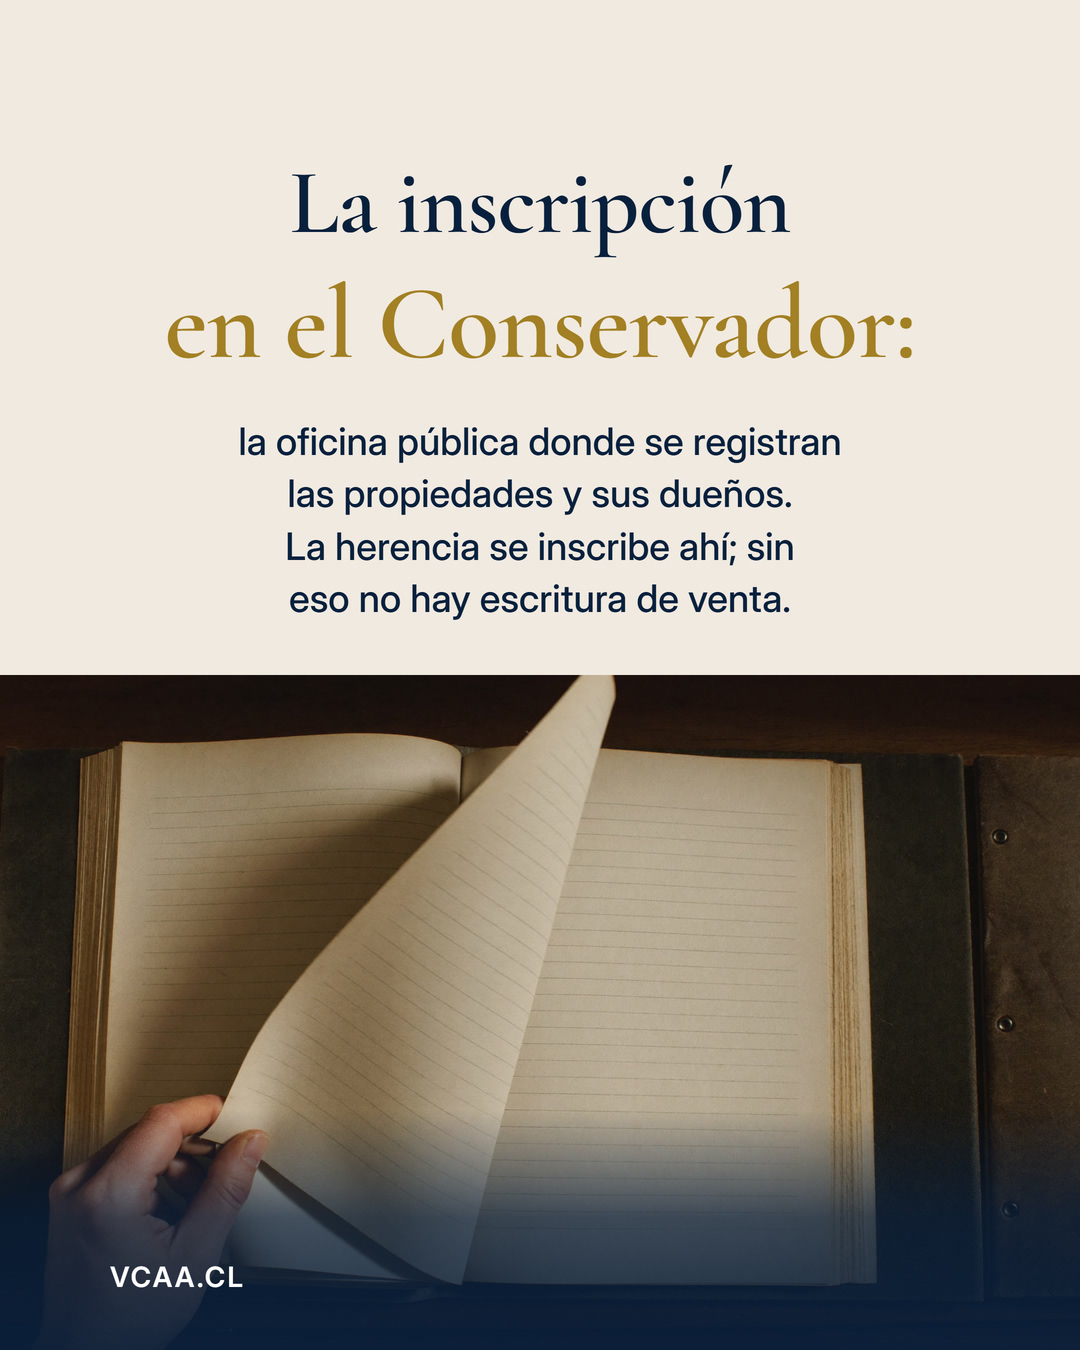 La inscripción
en el Conservador:
la oficina pública donde se registran
las propiedades y sus dueños.
La herencia se inscribe ahí; sin
eso no hay escritura de venta.
VCAA.CL